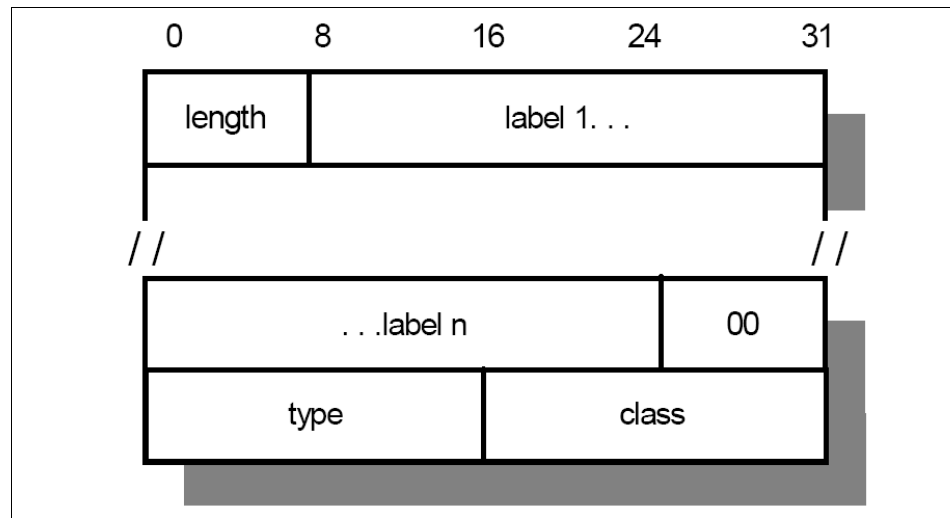 0 8 16 24 31
length label 1. . .
/ / / /
. . .label n 00
type class